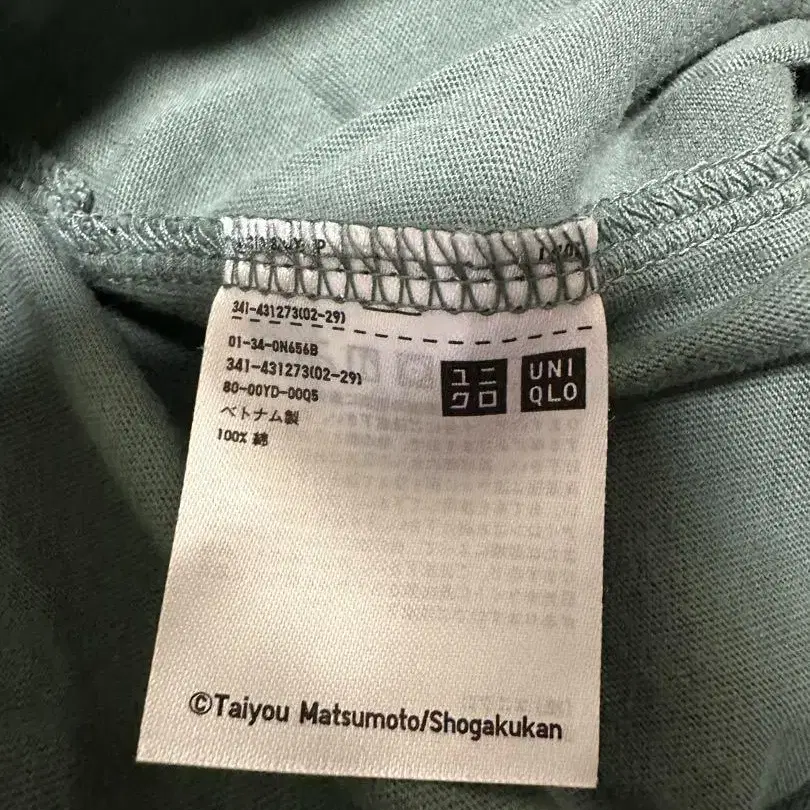 341-431273(02-29)
01-34-0N656B
341-431273(02-29)
80-00YD-00Q5
ベトナム製
100% 綿
ユニ
クロ
UNI
QLO
©Taiyou Matsumoto/Shogakukan